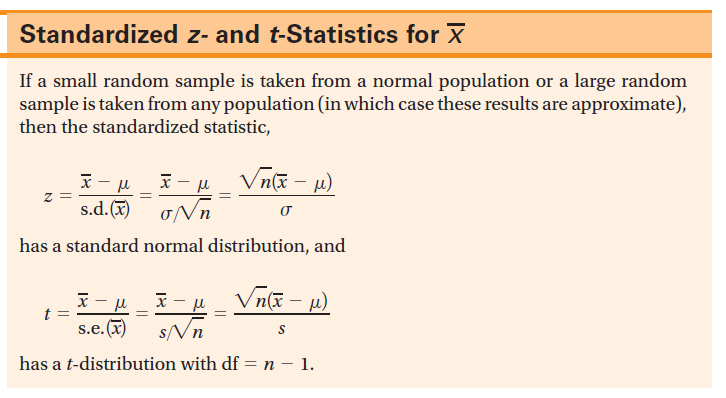 Standardized z- and t-Statistics for x̅
If a small random sample is taken from a normal population or a large random
sample is taken from any population (in which case these results are approximate),
then the standardized statistic,
z = (x̅ − μ)/s.d.(x̅) = (x̅ − μ)/(σ/√n) = √n(x̅ − μ)/σ
has a standard normal distribution, and
t = (x̅ − μ)/s.e.(x̅) = (x̅ − μ)/(s/√n) = √n(x̅ − μ)/s
has a t-distribution with df = n − 1.